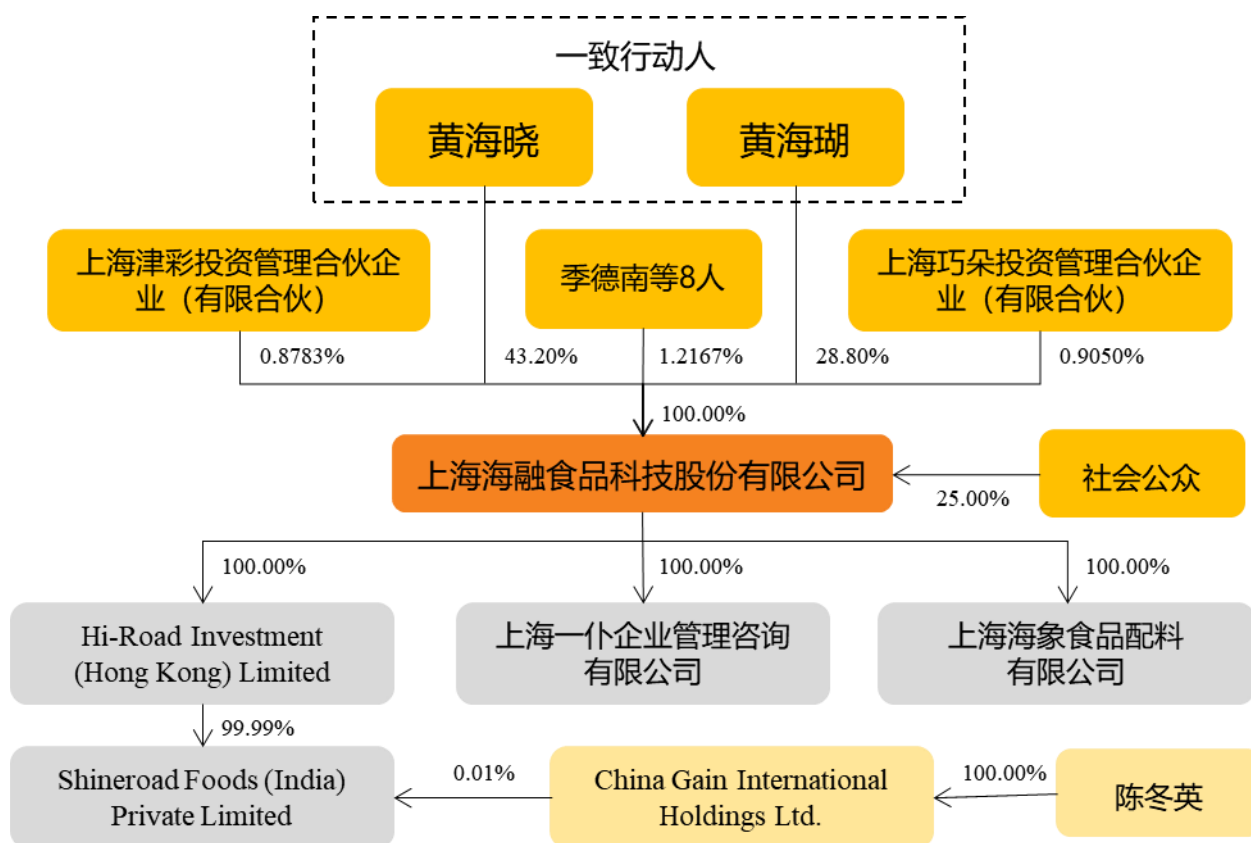 一致行动人
黄海晓
黄海瑚
上海津彩投资管理合伙企
业（有限合伙）
季德南等8人
上海巧朵投资管理合伙企
业（有限合伙）
0.8783%
43.20%
1.2167%
28.80%
0.9050%
100.00%
上海海融食品科技股份有限公司
社会公众
25.00%
100.00%
100.00%
100.00%
Hi-Road Investment
(Hong Kong) Limited
上海一仆企业管理咨询
有限公司
上海海象食品配料
有限公司
99.99%
Shineroad Foods (India)
Private Limited
0.01%
China Gain International
Holdings Ltd.
100.00%
陈冬英